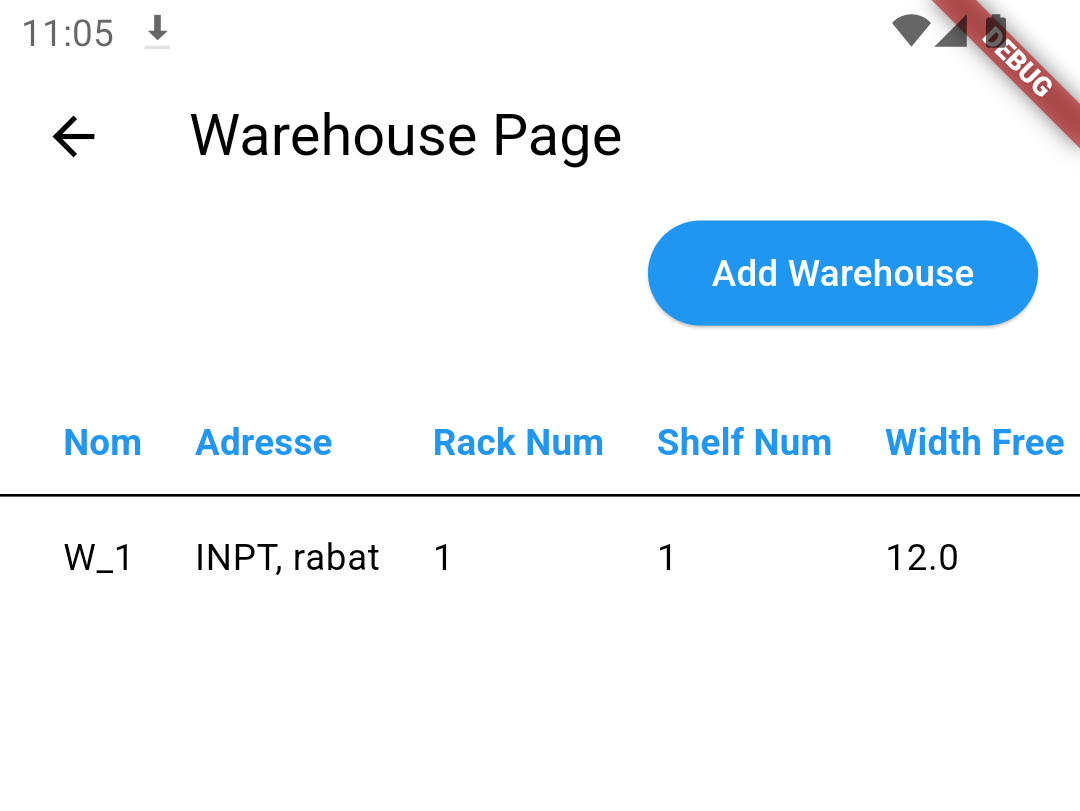 11:05
DEBUG
Warehouse Page
Add Warehouse
Nom Adresse Rack Num Shelf Num Width Free
W_1 INPT, rabat 1 1 12.0